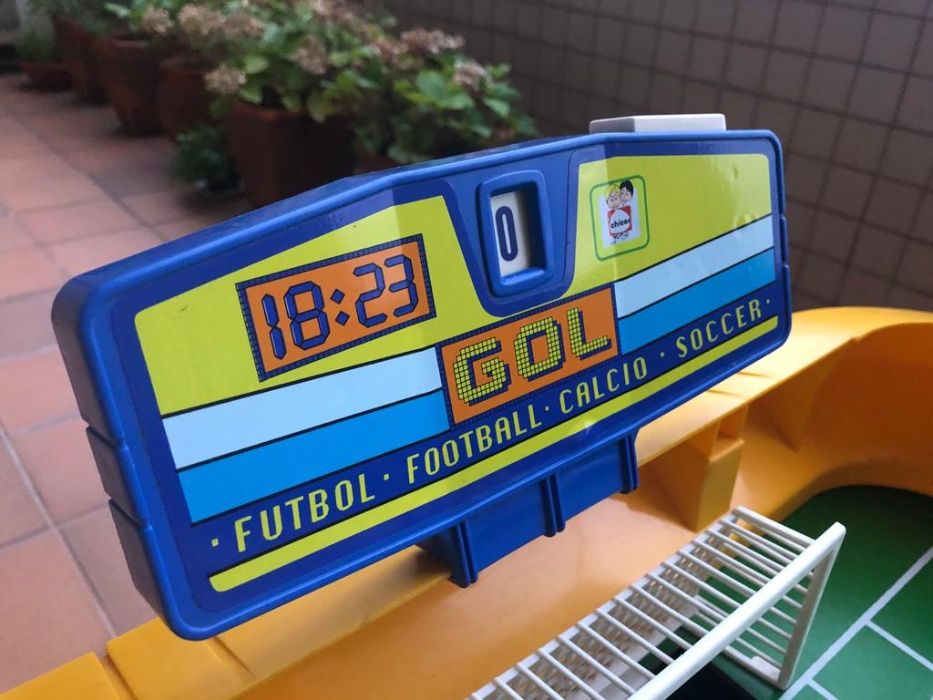 0
chicos
18:23
GOL
· FUTBOL · FOOTBALL · CALCIO · SOCCER ·